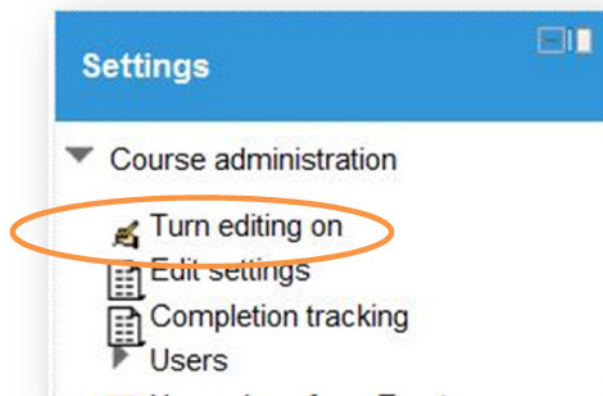 Settings
Course administration
Turn editing on
Edit settings
Completion tracking
Users